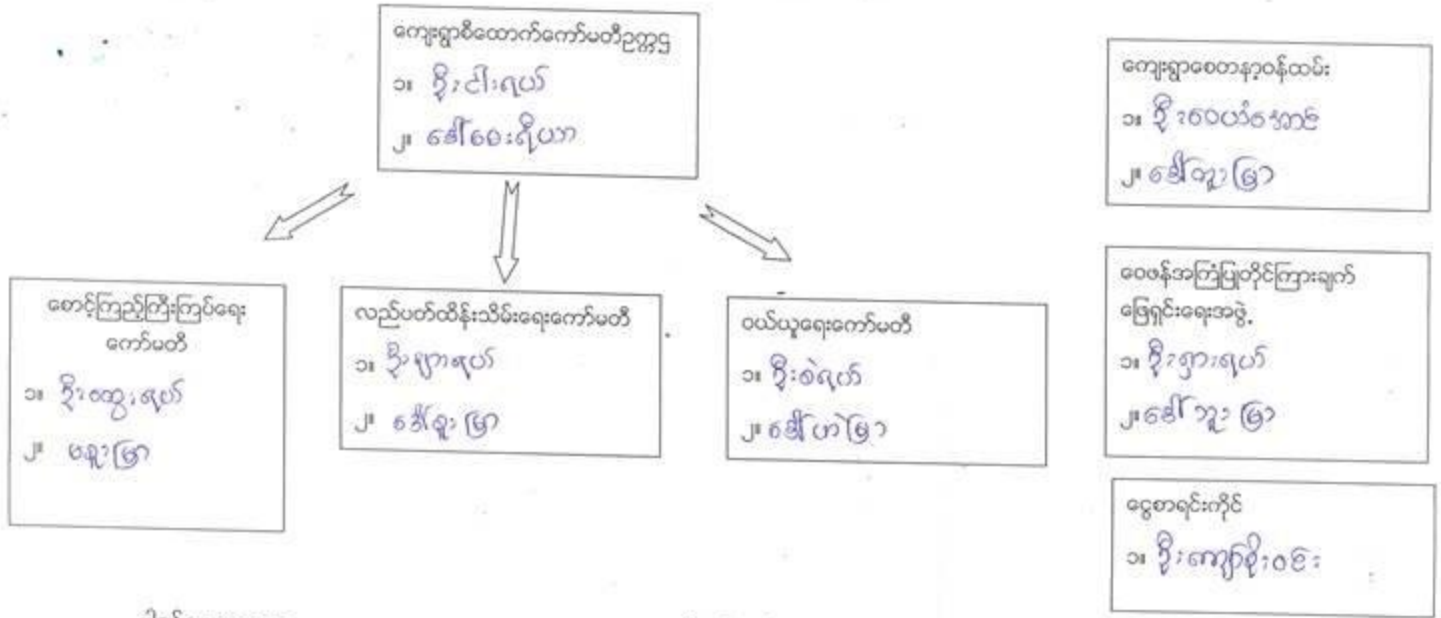 ကျေးရွာစီထောက်ကော်မတီဥက္ကဌ
၁။ ဦးငါးရယ်
၂။ ဒေါ်ဝေးရီယာ
ကျေးရွာစေတနာ့ဝန်ထမ်း
၁။ ဦးဝေယံအောင်
၂။ ဒေါ်ဘူးမြာ
စောင့်ကြည့်ကြီးကြပ်ရေး
ကော်မတီ
၁။ ဦးထွေးရယ်
၂။ မနူးမြာ
လည်ပတ်ထိန်းသိမ်းရေးကော်မတီ
၁။ ဦးရှားရယ်
၂။ ဒေါ်စူးမြာ
ဝယ်ယူရေးကော်မတီ
၁။ ဦးစဲရယ်
၂။ ဒေါ်ဟဲမြာ
ဝေဖန်အကြံပြုတိုင်ကြားချက်
ဖြေရှင်းရေးအဖွဲ့
၁။ ဦးရှားရယ်
၂။ ဒေါ်ဘူးမြာ
ငွေစာရင်းကိုင်
၁။ ဦးကျော်စိုးဝင်း